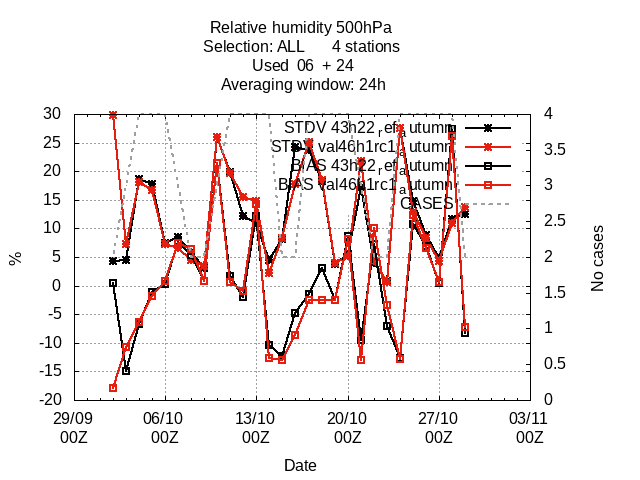 Relative humidity 500hPa
Selection: ALL 4 stations
Used 06 + 24
Averaging window: 24h
30
25
20
15
10
5
0
-5
-10
-15
-20
%
4
3.5
3
2.5
2
1.5
1
0.5
0
No cases
STDV 43h22_ref_autumn
STDV val46h1rc1_autumn
BIAS 43h22_ref_autumn
BIAS val46h1rc1_autumn
CASES
29/09 06/10 13/10 20/10 27/10 03/11
00Z 00Z 00Z 00Z 00Z 00Z
Date